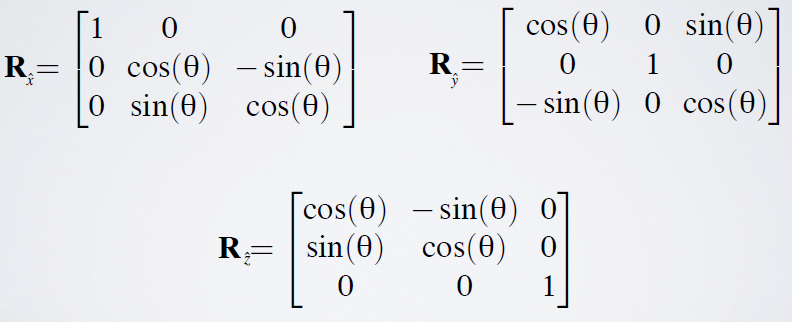 R_x̂ = [1 0 0; 0 cos(θ) −sin(θ); 0 sin(θ) cos(θ)]
R_ŷ = [cos(θ) 0 sin(θ); 0 1 0; −sin(θ) 0 cos(θ)]
R_ẑ = [cos(θ) −sin(θ) 0; sin(θ) cos(θ) 0; 0 0 1]